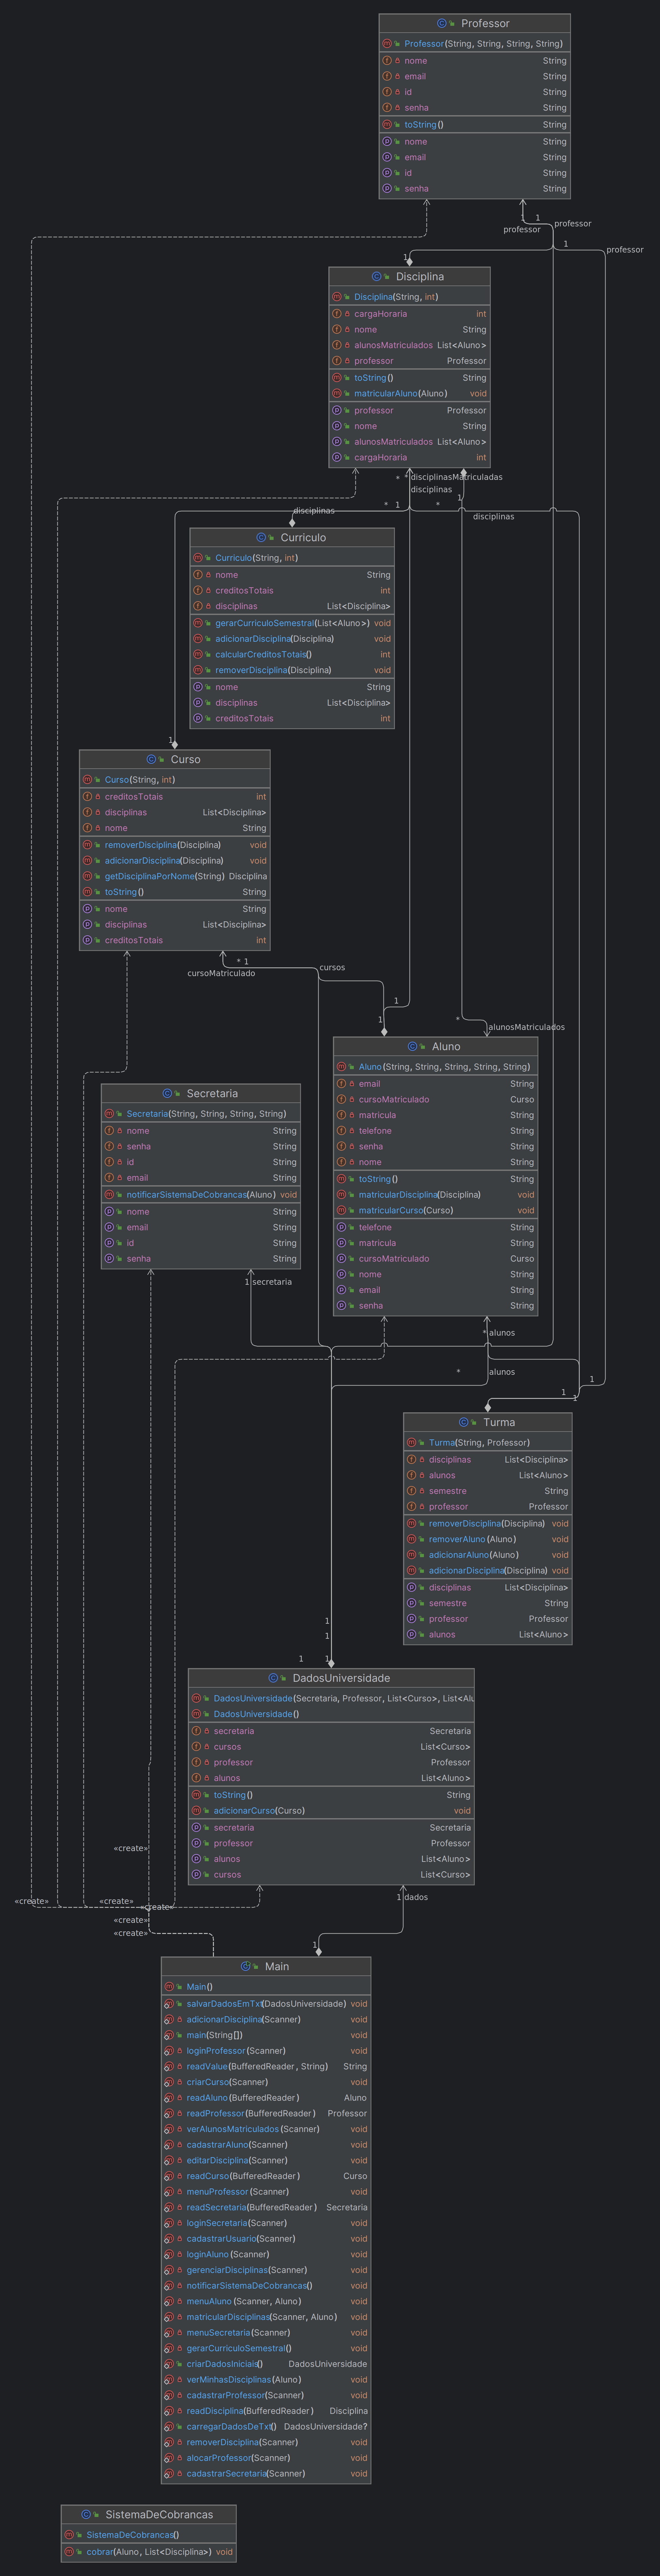 Professor
Professor(String, String, String, String)
nome String
email String
id String
senha String
toString() String
nome String
email String
id String
senha String
1 1 professor
professor
1 professor
1
Disciplina
Disciplina(String, int)
cargaHoraria int
nome String
alunosMatriculados List<Aluno>
professor Professor
toString() String
matricularAluno(Aluno) void
professor Professor
nome String
alunosMatriculados List<Aluno>
cargaHoraria int
* * disciplinasMatriculadas
disciplinas
1
* 1 *
disciplinas
disciplinas
Curriculo
Curriculo(String, int)
nome String
creditosTotais int
disciplinas List<Disciplina>
gerarCurriculoSemestral(List<Aluno>) void
adicionarDisciplina(Disciplina) void
calcularCreditosTotais() int
removerDisciplina(Disciplina) void
nome String
disciplinas List<Disciplina>
creditosTotais int
1
Curso
Curso(String, int)
creditosTotais int
disciplinas List<Disciplina>
nome String
removerDisciplina(Disciplina) void
adicionarDisciplina(Disciplina) void
getDisciplinaPorNome(String) Disciplina
toString() String
nome String
disciplinas List<Disciplina>
creditosTotais int
* 1 cursos
cursoMatriculado
1
1 * alunosMatriculados
Aluno
Aluno(String, String, String, String, String)
email String
cursoMatriculado Curso
matricula String
telefone String
senha String
nome String
toString() String
matricularDisciplina(Disciplina) void
matricularCurso(Curso) void
telefone String
matricula String
cursoMatriculado Curso
nome String
email String
senha String
Secretaria
Secretaria(String, String, String, String)
nome String
senha String
id String
email String
notificarSistemaDeCobrancas(Aluno) void
nome String
email String
id String
senha String
1 secretaria
* alunos
* alunos
1
1 1
Turma
Turma(String, Professor)
disciplinas List<Disciplina>
alunos List<Aluno>
semestre String
professor Professor
removerDisciplina(Disciplina) void
removerAluno(Aluno) void
adicionarAluno(Aluno) void
adicionarDisciplina(Disciplina) void
disciplinas List<Disciplina>
semestre String
professor Professor
alunos List<Aluno>
1
1
1 1
DadosUniversidade
DadosUniversidade(Secretaria, Professor, List<Curso>, List<Alu
DadosUniversidade()
secretaria Secretaria
cursos List<Curso>
professor Professor
alunos List<Aluno>
toString() String
adicionarCurso(Curso) void
secretaria Secretaria
professor Professor
alunos List<Aluno>
cursos List<Curso>
«create»
«create» «create» «create»
«create»
«create»
1 dados
1
Main
Main()
salvarDadosEmTxt(DadosUniversidade) void
adicionarDisciplina(Scanner) void
main(String[]) void
loginProfessor(Scanner) void
readValue(BufferedReader, String) String
criarCurso(Scanner) void
readAluno(BufferedReader) Aluno
readProfessor(BufferedReader) Professor
verAlunosMatriculados(Scanner) void
cadastrarAluno(Scanner) void
editarDisciplina(Scanner) void
readCurso(BufferedReader) Curso
menuProfessor(Scanner) void
readSecretaria(BufferedReader) Secretaria
loginSecretaria(Scanner) void
cadastrarUsuario(Scanner) void
loginAluno(Scanner) void
gerenciarDisciplinas(Scanner) void
notificarSistemaDeCobrancas() void
menuAluno(Scanner, Aluno) void
matricularDisciplinas(Scanner, Aluno) void
menuSecretaria(Scanner) void
gerarCurriculoSemestral() void
criarDadosIniciais() DadosUniversidade
verMinhasDisciplinas(Aluno) void
cadastrarProfessor(Scanner) void
readDisciplina(BufferedReader) Disciplina
carregarDadosDeTxt() DadosUniversidade?
removerDisciplina(Scanner) void
alocarProfessor(Scanner) void
cadastrarSecretaria(Scanner) void
SistemaDeCobrancas
SistemaDeCobrancas()
cobrar(Aluno, List<Disciplina>) void